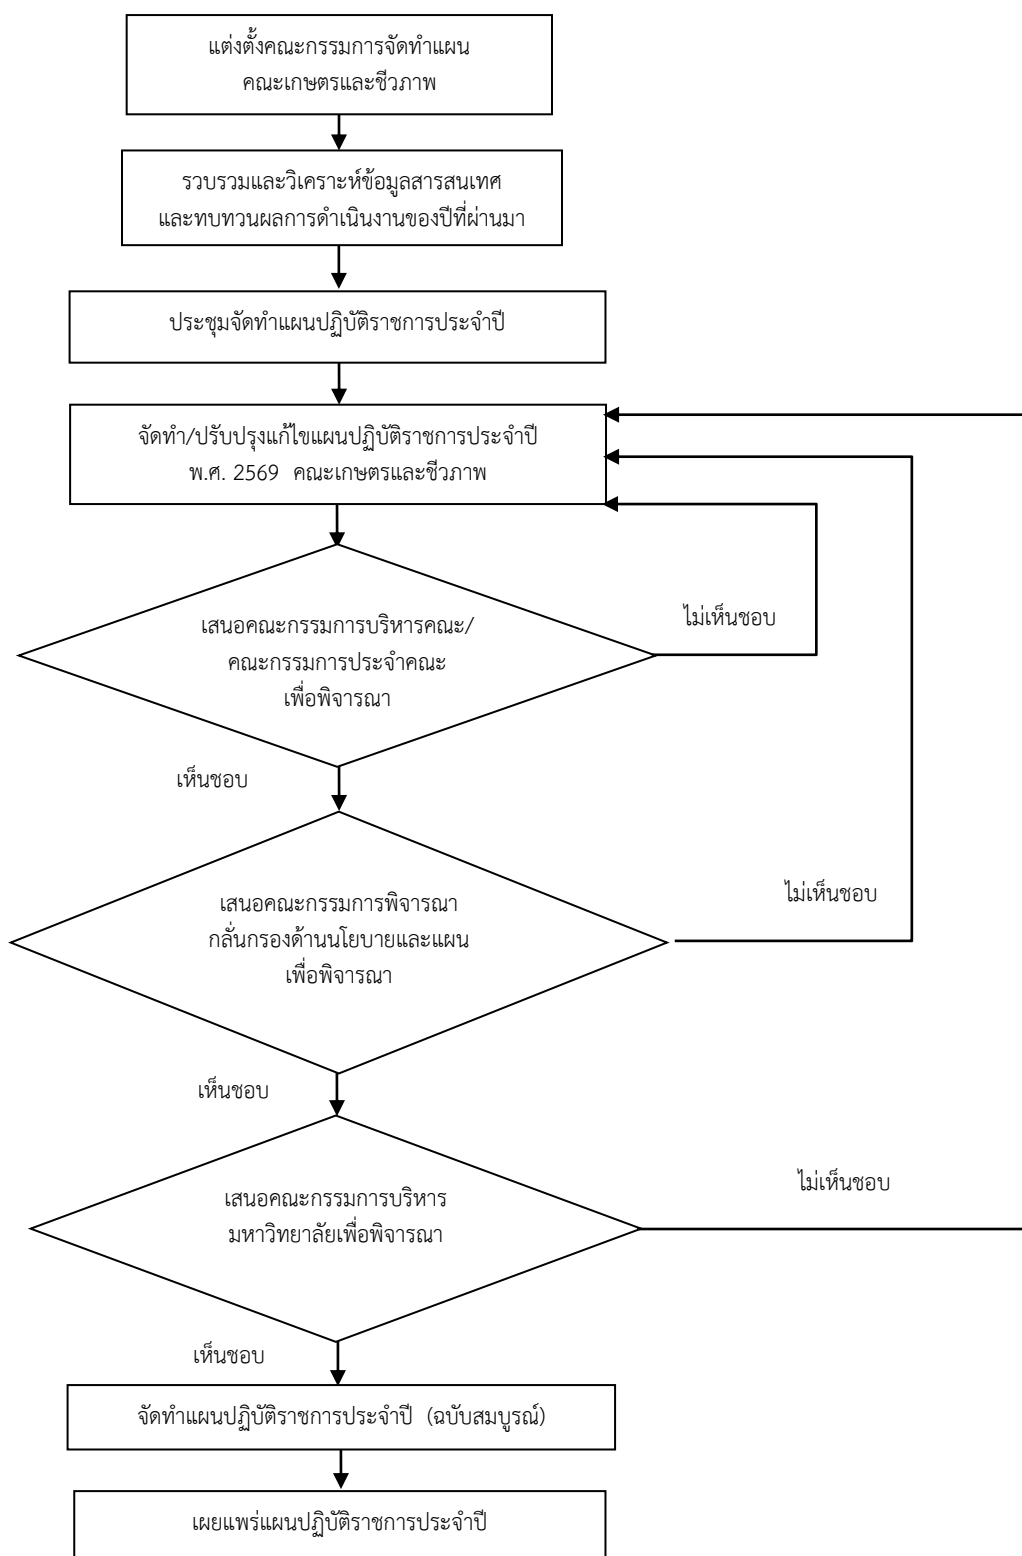 แต่งตั้งคณะกรรมการจัดทำแผน
คณะเกษตรและชีวภาพ
รวบรวมและวิเคราะห์ข้อมูลสารสนเทศ
และทบทวนผลการดำเนินงานของปีที่ผ่านมา
ประชุมจัดทำแผนปฏิบัติราชการประจำปี
จัดทำ/ปรับปรุงแก้ไขแผนปฏิบัติราชการประจำปี
พ.ศ. 2569 คณะเกษตรและชีวภาพ
เสนอคณะกรรมการบริหารคณะ/
คณะกรรมการประจำคณะ
เพื่อพิจารณา
ไม่เห็นชอบ
เห็นชอบ
เสนอคณะกรรมการพิจารณา
กลั่นกรองด้านนโยบายและแผน
เพื่อพิจารณา
ไม่เห็นชอบ
เห็นชอบ
เสนอคณะกรรมการบริหาร
มหาวิทยาลัยเพื่อพิจารณา
ไม่เห็นชอบ
เห็นชอบ
จัดทำแผนปฏิบัติราชการประจำปี (ฉบับสมบูรณ์)
เผยแพร่แผนปฏิบัติราชการประจำปี